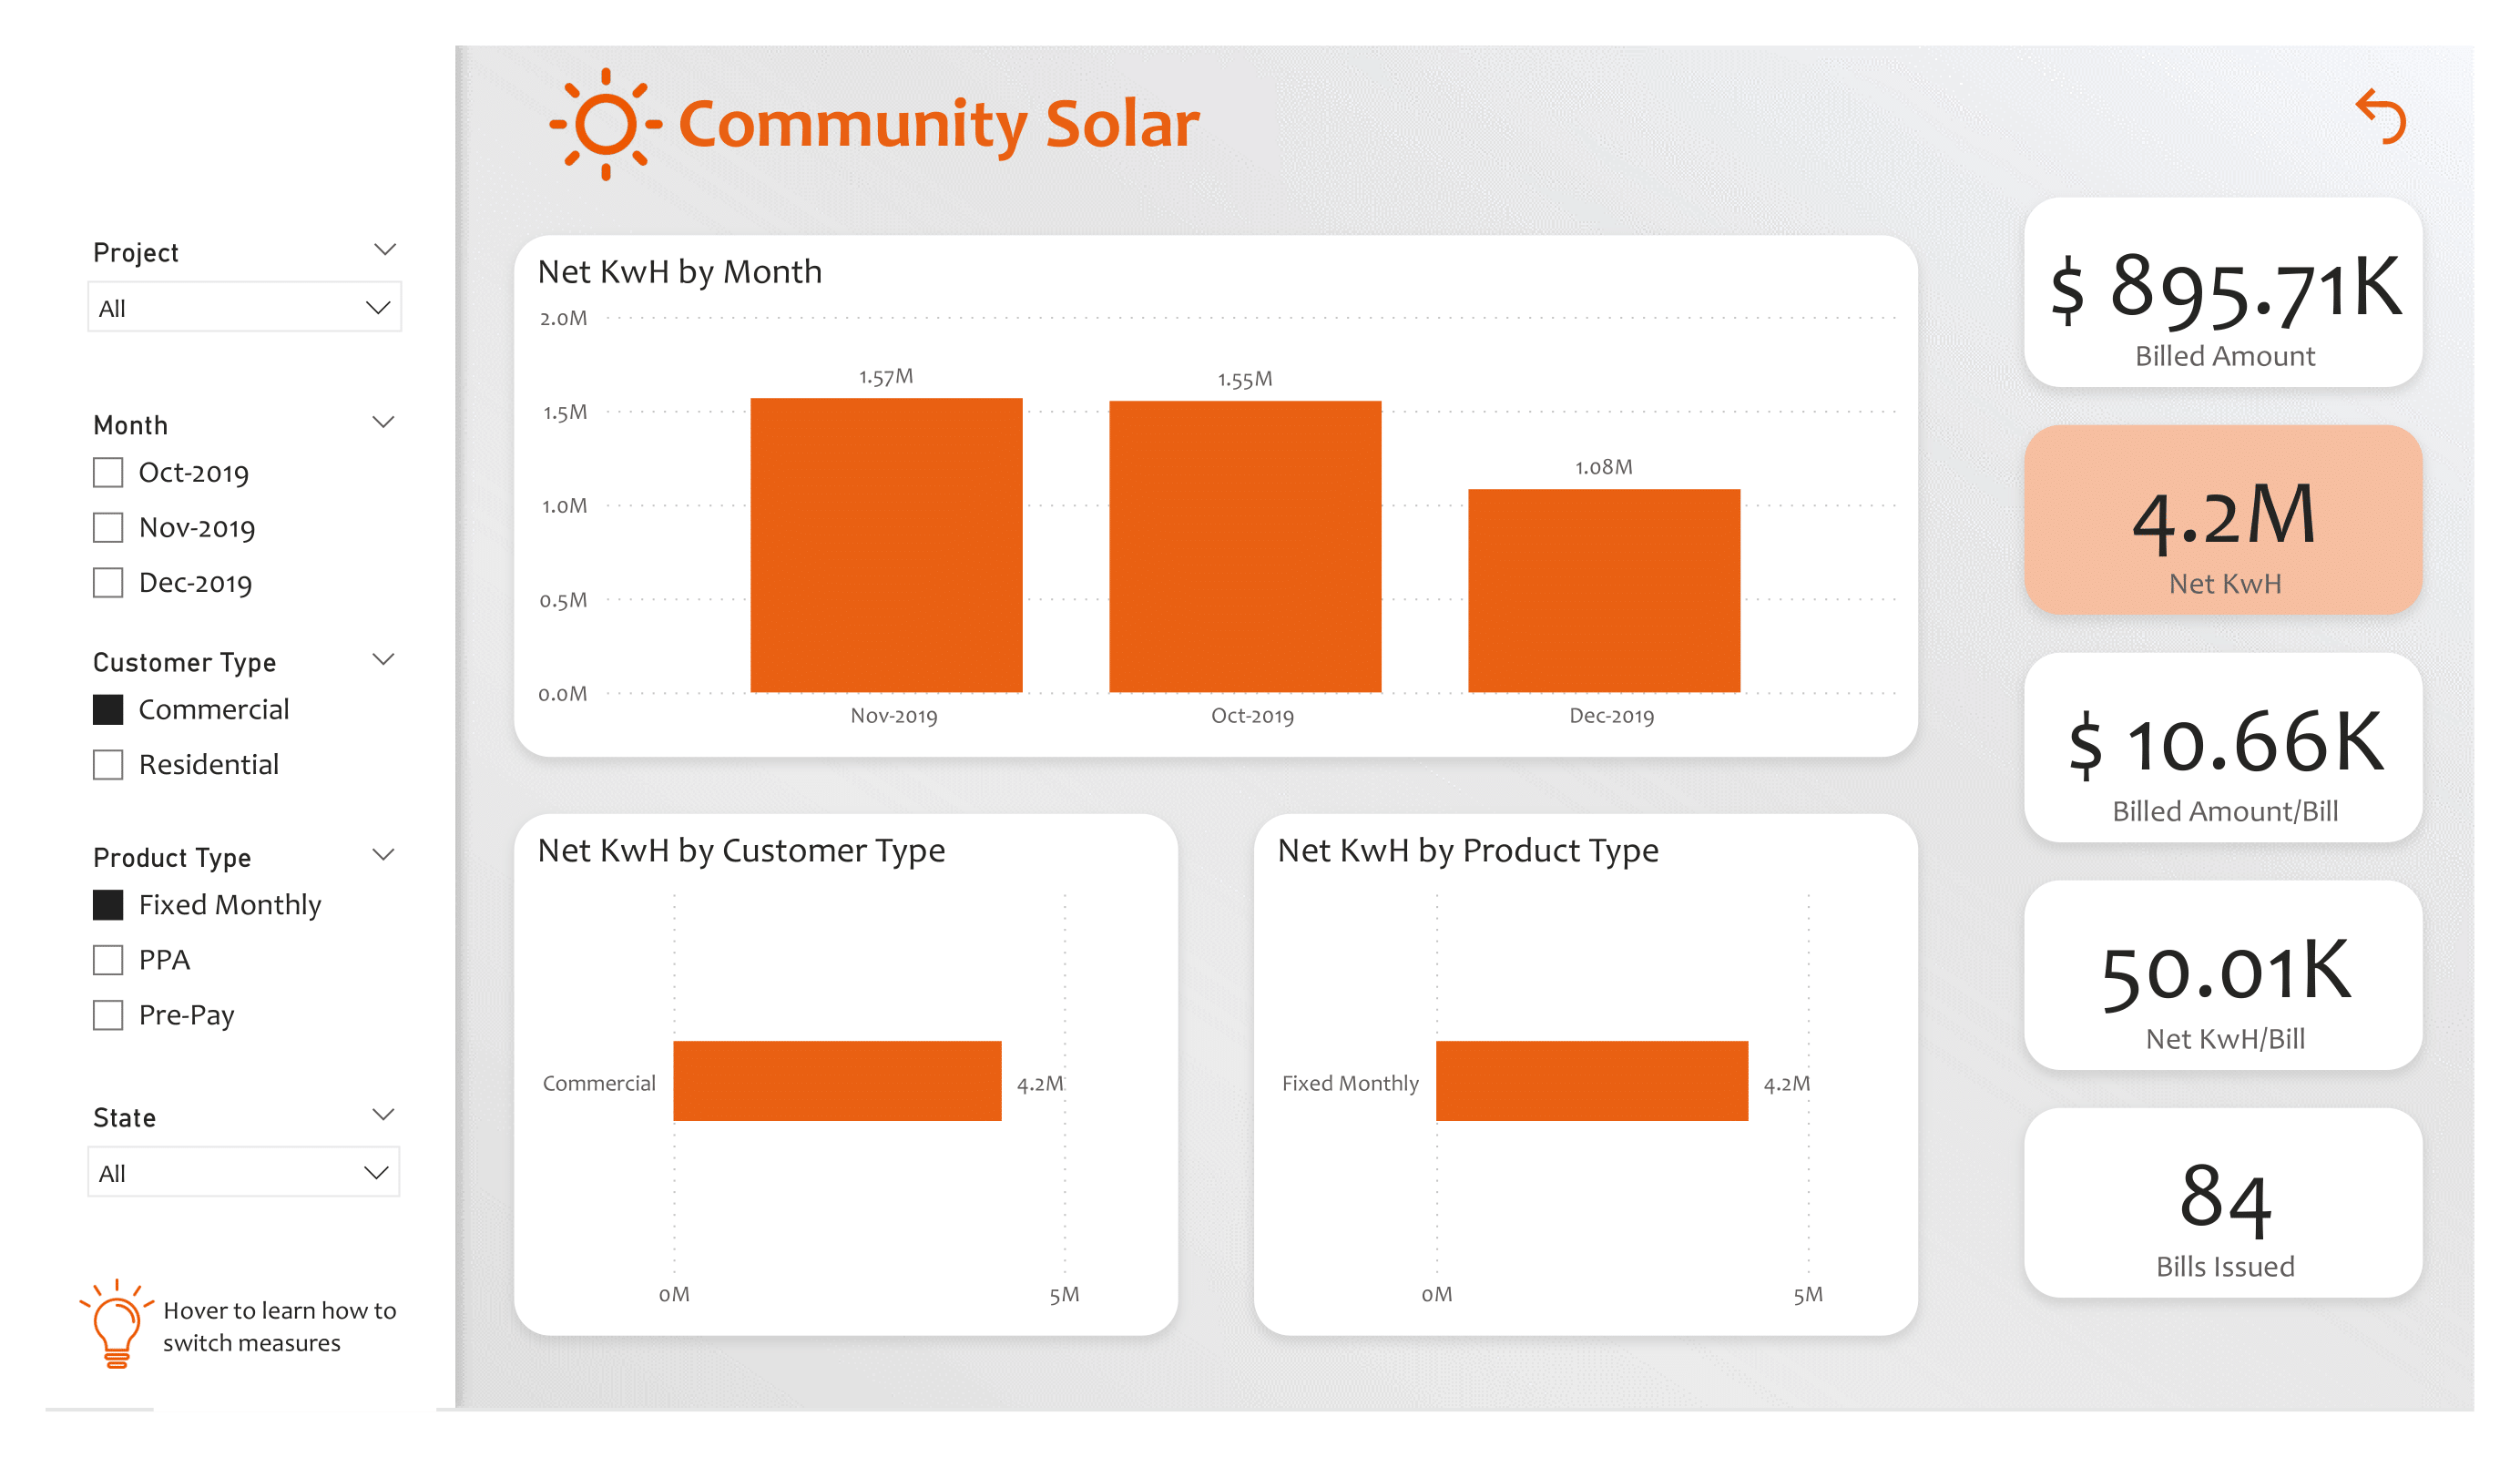 Community Solar
Project
All
Month
Oct-2019
Nov-2019
Dec-2019
Customer Type
Commercial
Residential
Product Type
Fixed Monthly
PPA
Pre-Pay
State
All
Hover to learn how to
switch measures
Net KwH by Month
2.0M
1.5M
1.0M
0.5M
0.0M
1.57M
1.55M
1.08M
Nov-2019
Oct-2019
Dec-2019
Net KwH by Customer Type
Commercial
4.2M
0M
5M
Net KwH by Product Type
Fixed Monthly
4.2M
0M
5M
$ 895.71K
Billed Amount
4.2M
Net KwH
$ 10.66K
Billed Amount/Bill
50.01K
Net KwH/Bill
84
Bills Issued